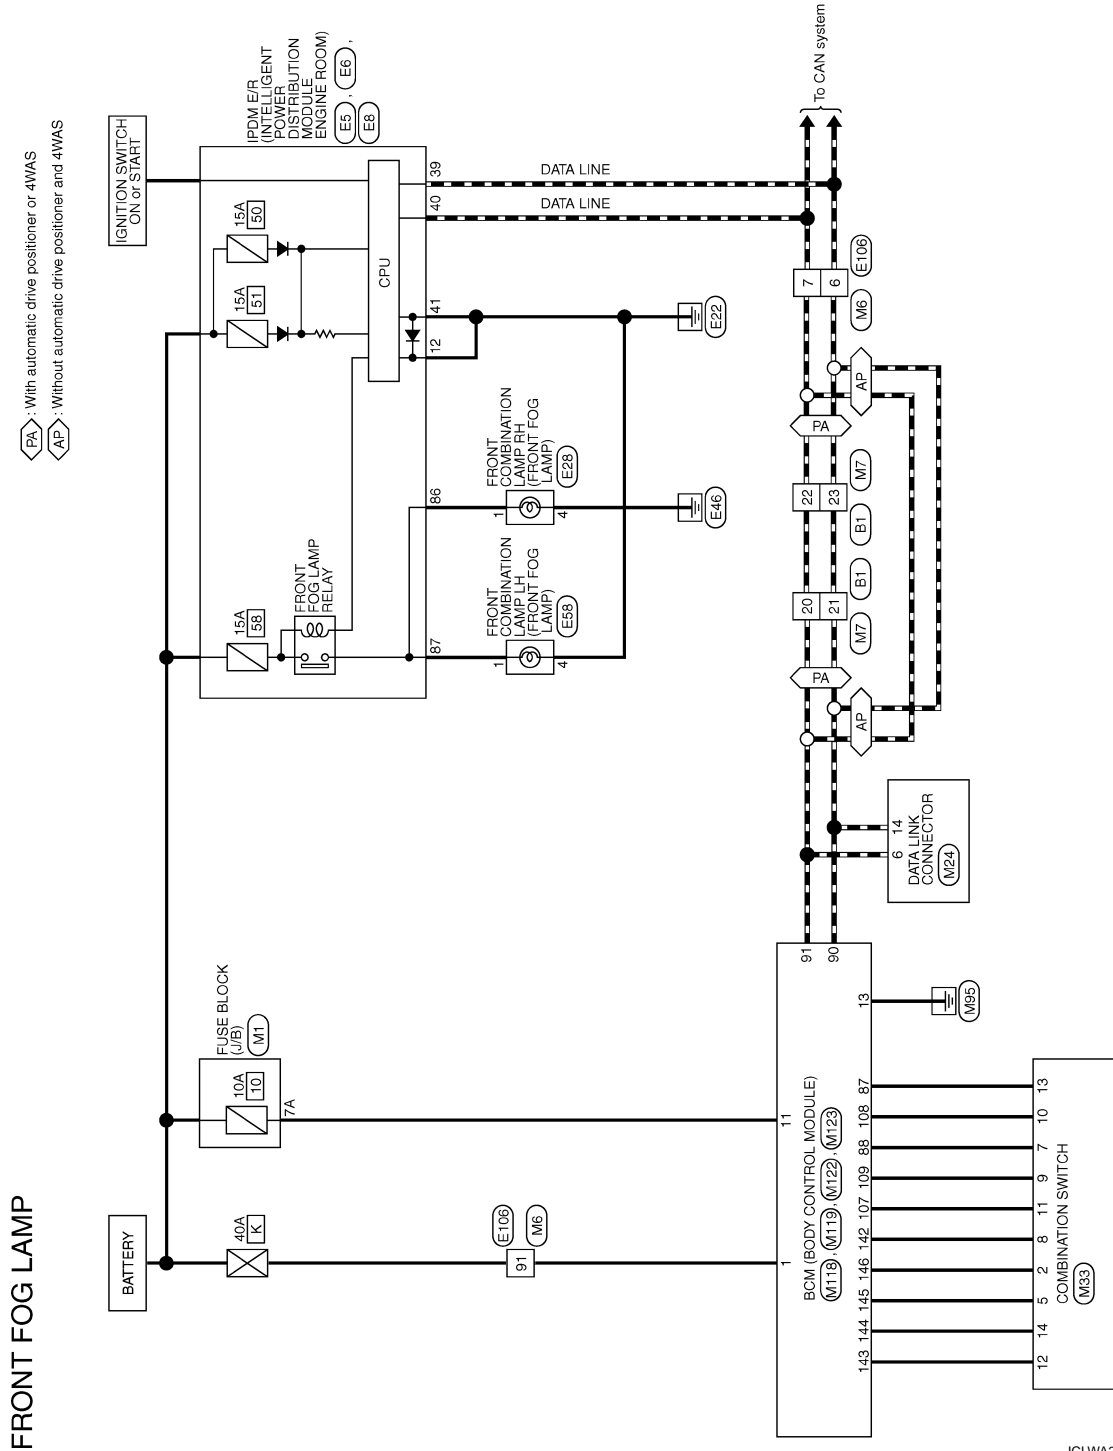 FRONT FOG LAMP
PA : With automatic drive positioner or 4WAS
AP : Without automatic drive positioner and 4WAS
BATTERY
IGNITION SWITCH
ON or START
40A
K
FUSE BLOCK
(J/B)
M1
10A
10
7A
15A
58
15A
51
15A
50
IPDM E/R
(INTELLIGENT
POWER
DISTRIBUTION
MODULE
ENGINE ROOM)
E5 , E6 ,
E8
FRONT
FOG LAMP
RELAY
CPU
87
86
12
41
40
39
DATA LINE
DATA LINE
E106
M6
91
FRONT
COMBINATION
LAMP LH
(FRONT FOG
LAMP)
E58
1
4
FRONT
COMBINATION
LAMP RH
(FRONT FOG
LAMP)
E28
1
4
E46
E22
To CAN system
7
6
E106
M6
AP
PA
22
23
M7
B1
20
21
B1
M7
PA
AP
14
6
DATA LINK
CONNECTOR
M24
91
90
1
11
13
M95
BCM (BODY CONTROL MODULE)
M118 , M119 , M122 , M123
143
144
145
146
142
107
109
88
108
87
12
14
5
2
8
11
9
7
10
13
COMBINATION SWITCH
M33